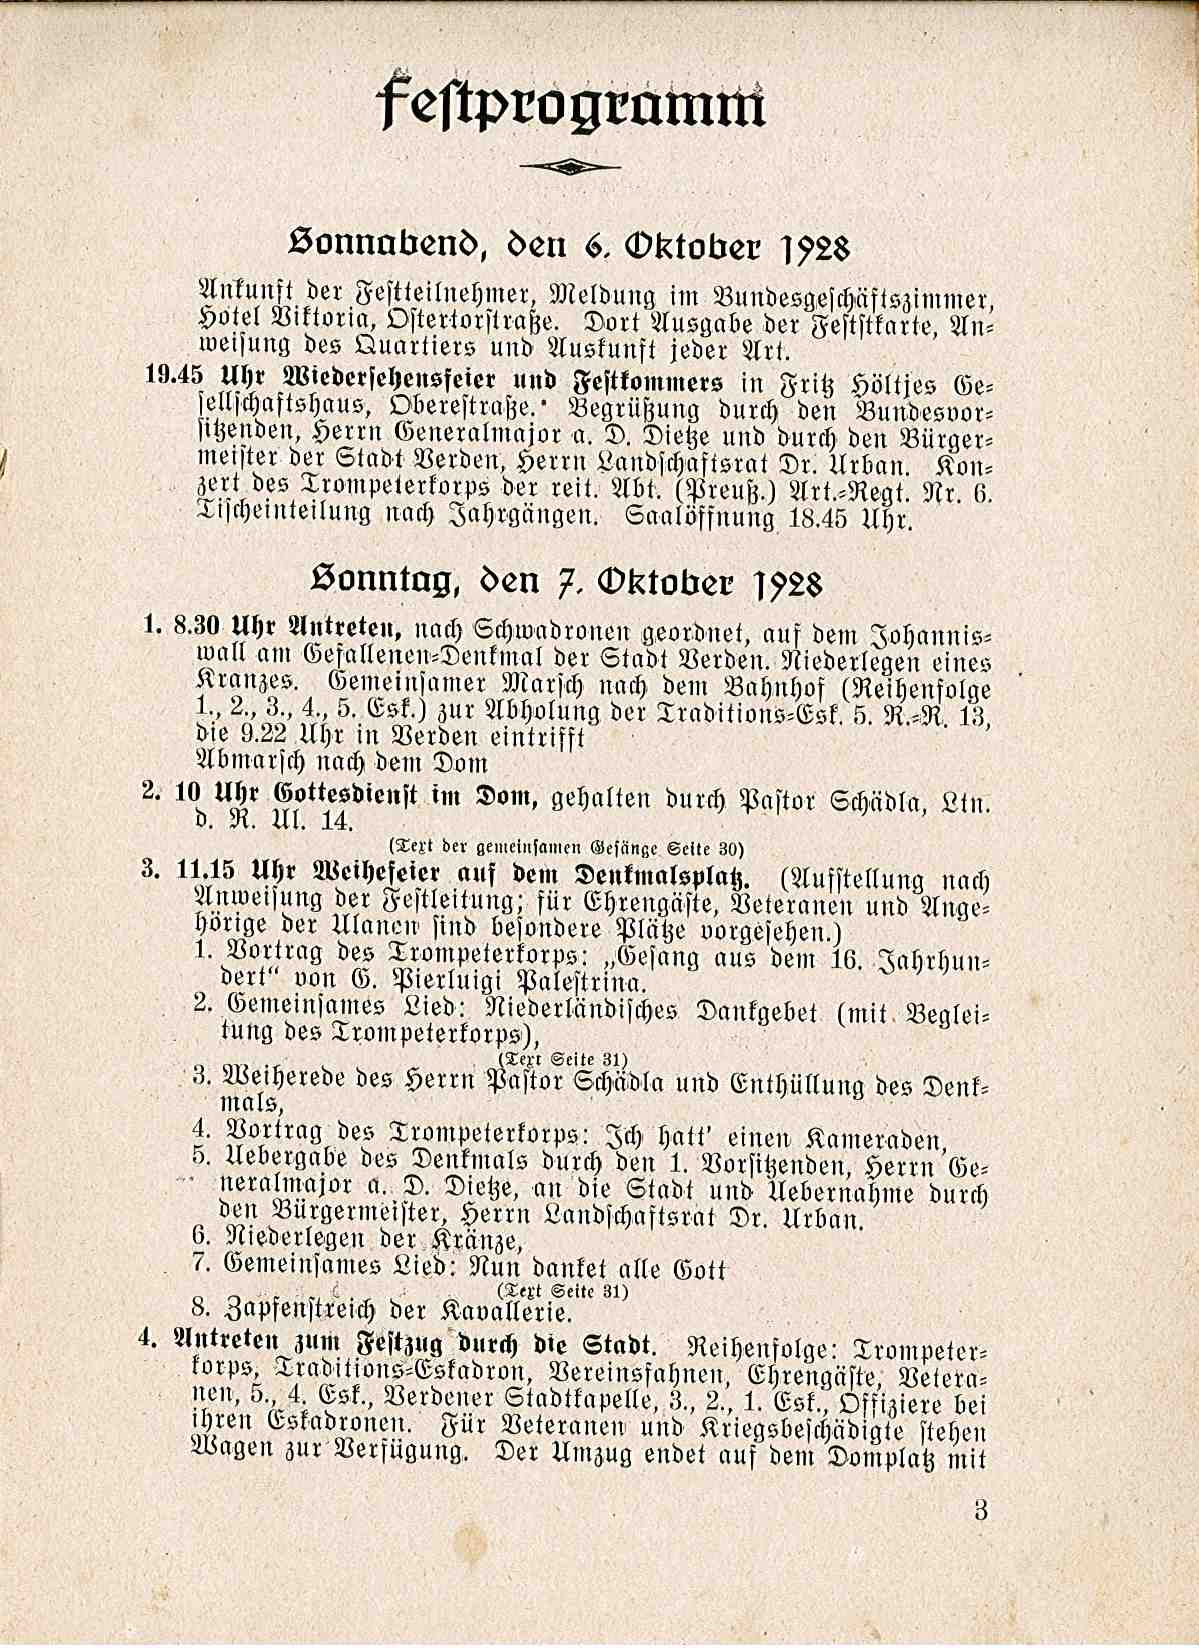 Festprogramm
Sonnabend, den 6. Oktober 1928
Ankunft der Festteilnehmer, Meldung im Bundesgeschäftszimmer,
Hotel Viktoria, Ostertorstraße. Dort Ausgabe der Feststkarte, An-
weisung des Quartiers und Auskunft jeder Art.
19.45 Uhr Wiedersehensfeier und Festkommers in Fritz Höltjes Ge-
sellschaftshaus, Oberestraße. Begrüßung durch den Bundesvor-
sitzenden, Herrn Generalmajor a. D. Dietze und durch den Bürger-
meister der Stadt Verden, Herrn Landschaftsrat Dr. Urban. Kon-
zert des Trompeterkorps der reit. Abt. (Preuß.) Art.-Regt. Nr. 6.
Tischeinteilung nach Jahrgängen. Saalöffnung 18.45 Uhr.
Sonntag, den 7. Oktober 1928
1. 8.30 Uhr Antreten, nach Schwadronen geordnet, auf dem Johannis-
wall am Gefallenen-Denkmal der Stadt Verden. Niederlegen eines
Kranzes. Gemeinsamer Marsch nach dem Bahnhof (Reihenfolge
1., 2., 3., 4., 5. Esk.) zur Abholung der Traditions-Esk. 5. R.-R. 13,
die 9.22 Uhr in Verden eintrifft
Abmarsch nach dem Dom
2. 10 Uhr Gottesdienst im Dom, gehalten durch Pastor Schädla, Ltn.
d. R. Ul. 14.
(Text der gemeinsamen Gesänge Seite 30)
3. 11.15 Uhr Weihefeier auf dem Denkmalsplatz. (Aufstellung nach
Anweisung der Festleitung; für Ehrengäste, Veteranen und Ange-
hörige der Ulanen sind besondere Plätze vorgesehen.)
1. Vortrag des Trompeterkorps: „Gesang aus dem 16. Jahrhun-
dert“ von G. Pierluigi Palestrina.
2. Gemeinsames Lied: Niederländisches Dankgebet (mit Beglei-
tung des Trompeterkorps),
(Text Seite 31)
3. Weiherede des Herrn Pastor Schädla und Enthüllung des Denk-
mals,
4. Vortrag des Trompeterkorps: Ich hatt' einen Kameraden,
5. Uebergabe des Denkmals durch den 1. Vorsitzenden, Herrn Ge-
neralmajor a. D. Dietze, an die Stadt und Uebernahme durch
den Bürgermeister, Herrn Landschaftsrat Dr. Urban.
6. Niederlegen der Kränze,
7. Gemeinsames Lied: Nun danket alle Gott
(Text Seite 31)
8. Zapfenstreich der Kavallerie.
4. Antreten zum Festzug durch die Stadt. Reihenfolge: Trompeter-
korps, Traditions-Eskadron, Vereinsfahnen, Ehrengäste, Vetera-
nen, 5., 4. Esk., Verdener Stadtkapelle, 3., 2., 1. Esk., Offiziere bei
ihren Eskadronen. Für Veteranen und Kriegsbeschädigte stehen
Wagen zur Verfügung. Der Umzug endet auf dem Domplatz mit
3